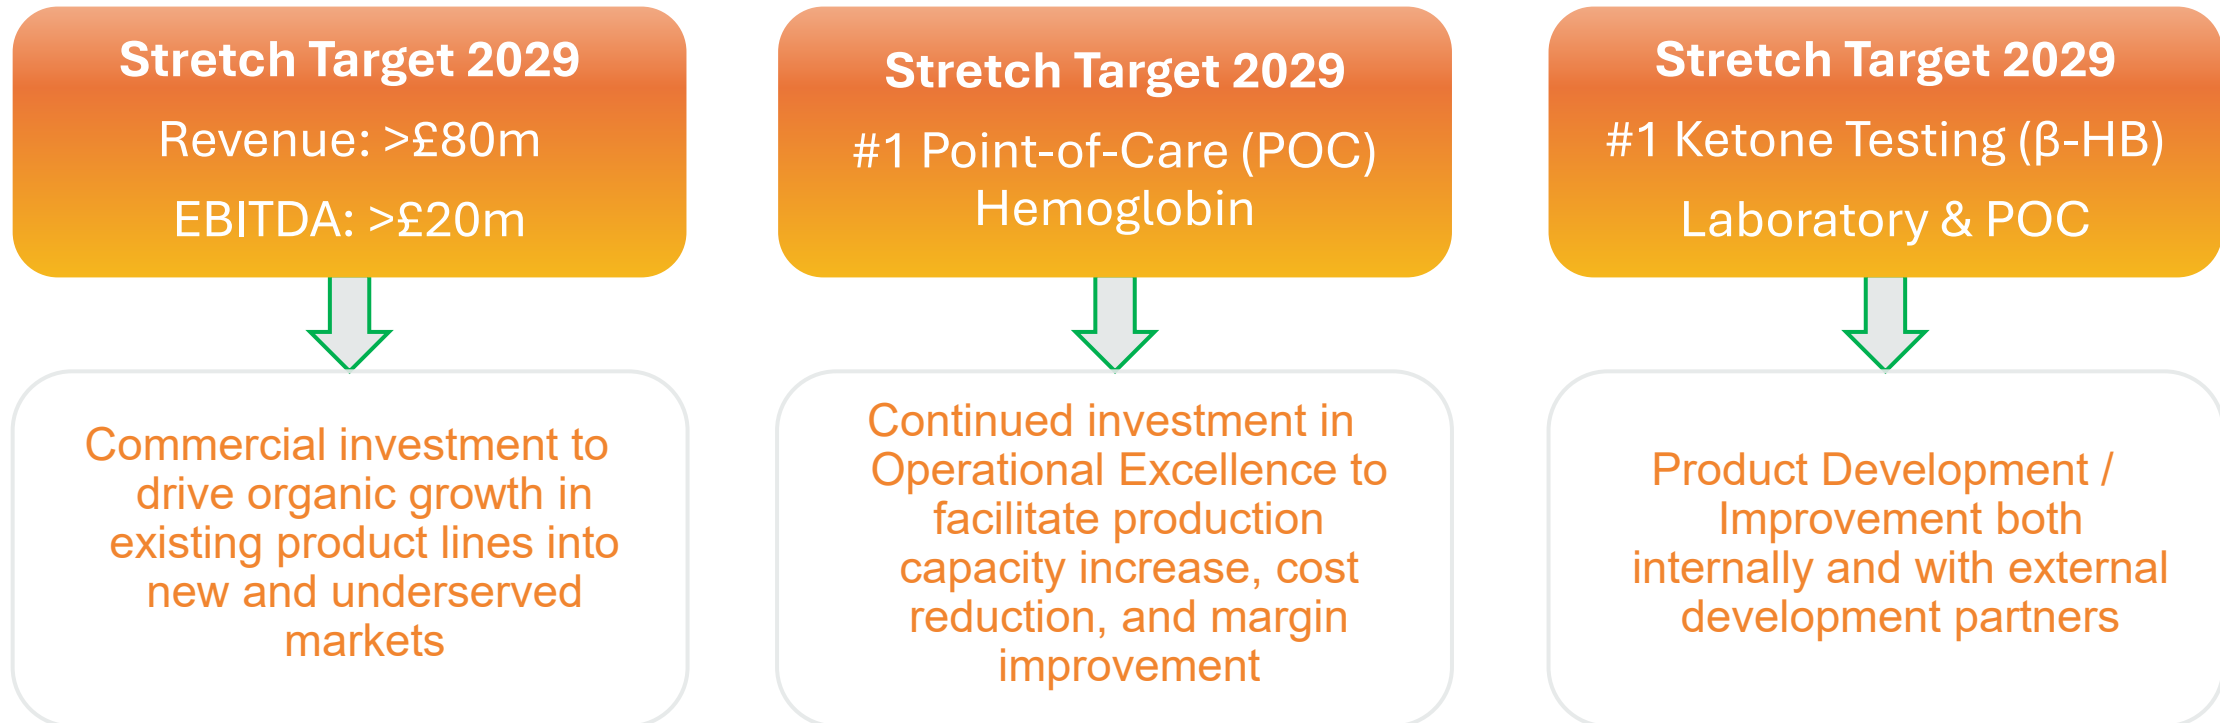 Stretch Target 2029
Revenue: >£80m
EBITDA: >£20m
Stretch Target 2029
#1 Point-of-Care (POC)
Hemoglobin
Stretch Target 2029
#1 Ketone Testing (β-HB)
Laboratory & POC
Commercial investment to
drive organic growth in
existing product lines into
new and underserved
markets
Continued investment in
Operational Excellence to
facilitate production
capacity increase, cost
reduction, and margin
improvement
Product Development /
Improvement both
internally and with external
development partners